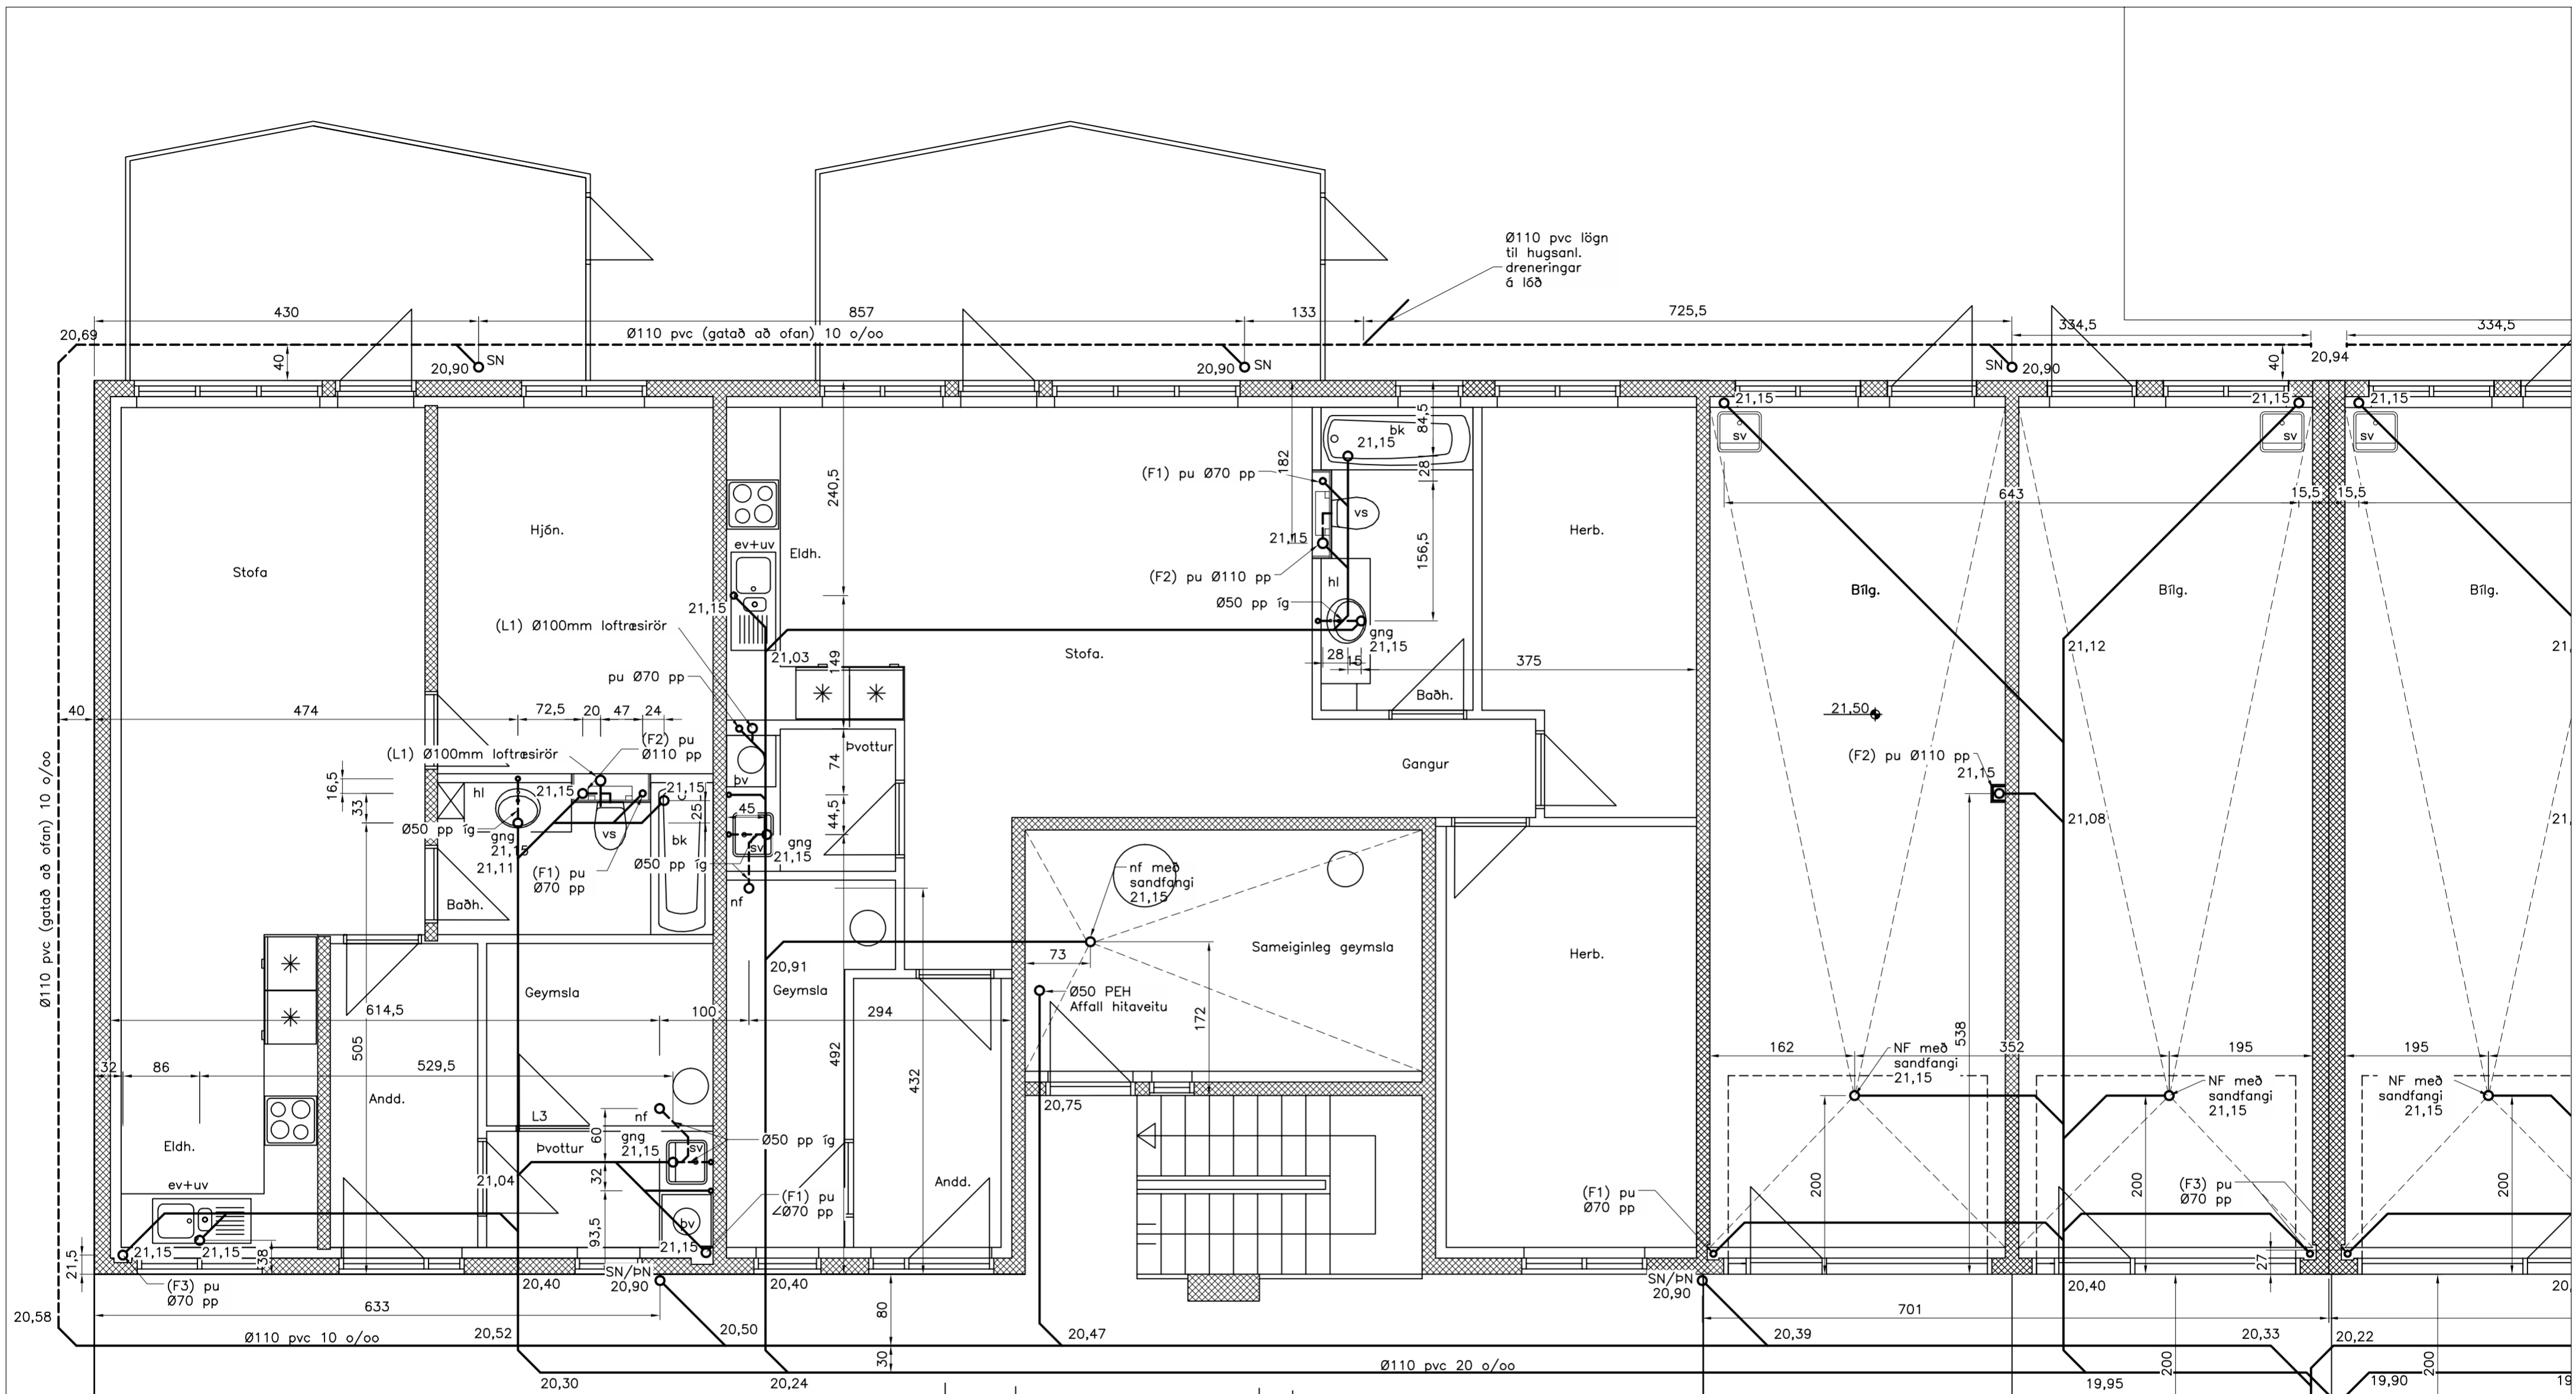 Ø110 pvc lögn
til hugsanl.
dreneringar
á lóð
430
857
133
725,5
334,5
334,5
20,69
Ø110 pvc (gatað að ofan) 10 o/oo
40
20,90
SN
20,90
SN
SN
20,90
40
20,94
21,15
21,15
21,15
sv
sv
sv
84,5
bk
21,15
28
182
(F1) pu Ø70 pp
643
15,5
15,5
240,5
Hjón.
vs
Herb.
ev+uv
Eldh.
21,15
156,5
Stofa
(F2) pu Ø110 pp
hl
Bílg.
Bílg.
Bílg.
21,15
Ø50 pp íg
(L1) Ø100mm loftræsirör
gng
21,15
21,03
Stofa.
21,12
21,
149
28
15
375
pu Ø70 pp
Baðh.
40
474
72,5
20
47
24
21,50
(F2) pu
Ø110 pp
(L1) Ø100mm loftræsirör
Þvottur
74
Gangur
(F2) pu Ø110 pp
21,15
Ø110 pvc (gatað að ofan) 10 o/oo
16,5
33
hl
21,15
21,15
25
þv
45
44,5
Ø50 pp íg
gng
21,15
21,11
vs
bk
21,08
21,
sv
gng
21,15
Ø50 pp íg
(F1) pu
Ø70 pp
nf með
sandfangi
21,15
nf
Baðh.
Sameiginleg geymsla
Herb.
73
20,91
Geymsla
Geymsla
Ø50 PEH
Affall hitaveitu
614,5
100
294
172
505
492
432
538
32
86
529,5
162
352
195
195
NF með
sandfangi
21,15
NF með
sandfangi
21,15
NF með
sandfangi
21,15
Andd.
20,75
L3
nf
60
gng
21,15
sv
Ø50 pp íg
Eldh.
Þvottur
32
ev+uv
21,04
Andd.
(F1) pu
Ø70 pp
(F1) pu
Ø70 pp
200
200
(F3) pu
Ø70 pp
200
93,5
þv
21,15
21,15
21,15
38
27
21,5
(F3) pu
Ø70 pp
20,40
SN/ÞN
20,90
20,40
SN/ÞN
20,90
20,40
20,
20,58
633
80
701
Ø110 pvc 10 o/oo
20,52
20,50
20,47
20,39
20,33
20,22
30
Ø110 pvc 20 o/oo
200
200
20,30
20,24
19,95
19,90
19